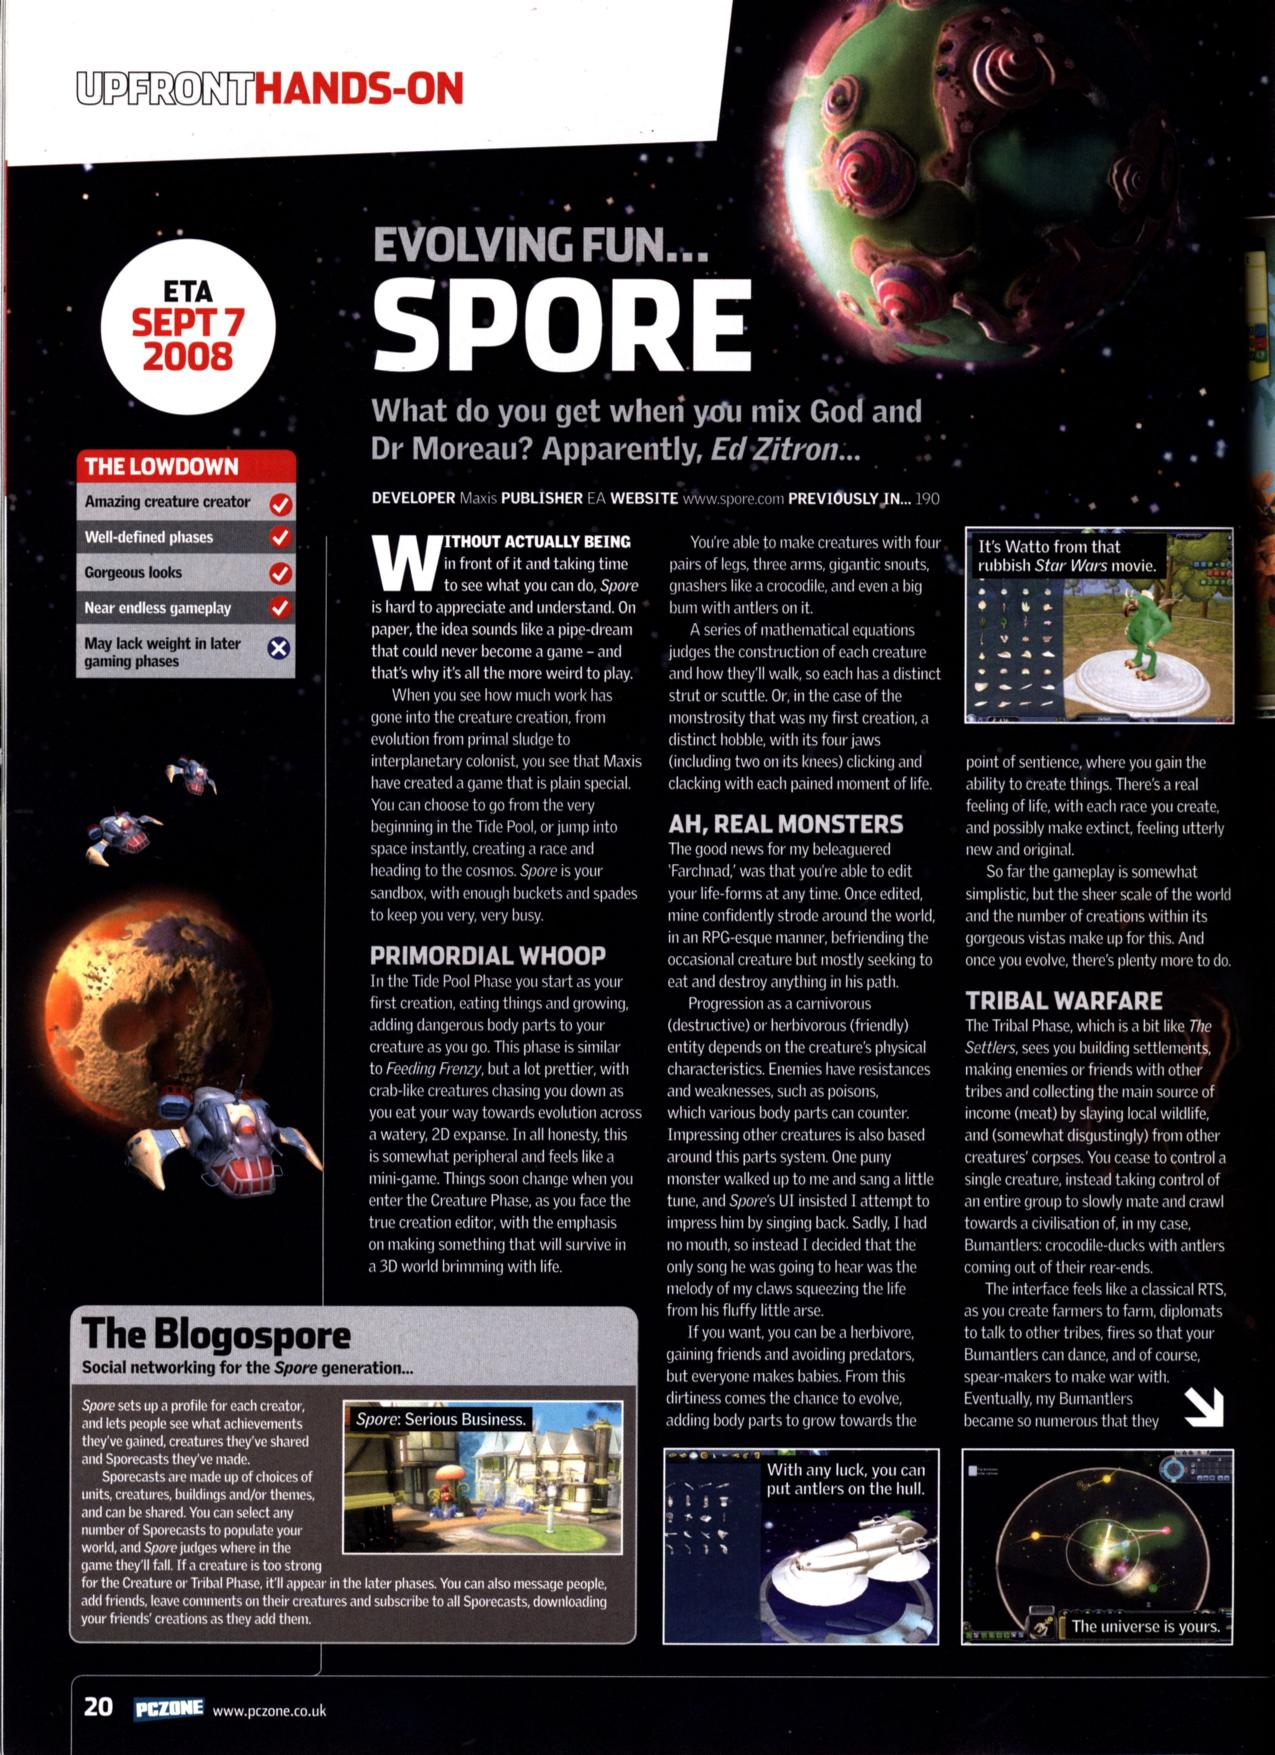 UPFRONTHANDS-ON
ETA
SEPT 7
2008
EVOLVING FUN...
SPORE
What do you get when you mix God and
Dr Moreau? Apparently, Ed Zitron...
DEVELOPER Maxis PUBLISHER EA WEBSITE www.spore.com PREVIOUSLY IN... 190
THE LOWDOWN
Amazing creature creator
Well-defined phases
Gorgeous looks
Near endless gameplay
May lack weight in later
gaming phases
WITHOUT ACTUALLY BEING
in front of it and taking time
to see what you can do, Spore
is hard to appreciate and understand. On
paper, the idea sounds like a pipe-dream
that could never become a game – and
that's why it's all the more weird to play.
When you see how much work has
gone into the creature creation, from
evolution from primal sludge to
interplanetary colonist, you see that Maxis
have created a game that is plain special.
You can choose to go from the very
beginning in the Tide Pool, or jump into
space instantly, creating a race and
heading to the cosmos. Spore is your
sandbox, with enough buckets and spades
to keep you very, very busy.
PRIMORDIAL WHOOP
In the Tide Pool Phase you start as your
first creation, eating things and growing,
adding dangerous body parts to your
creature as you go. This phase is similar
to Feeding Frenzy, but a lot prettier, with
crab-like creatures chasing you down as
you eat your way towards evolution across
a watery, 2D expanse. In all honesty, this
is somewhat peripheral and feels like a
mini-game. Things soon change when you
enter the Creature Phase, as you face the
true creation editor, with the emphasis
on making something that will survive in
a 3D world brimming with life.
You're able to make creatures with four
pairs of legs, three arms, gigantic snouts,
gnashers like a crocodile, and even a big
bum with antlers on it.
A series of mathematical equations
judges the construction of each creature
and how they'll walk, so each has a distinct
strut or scuttle. Or, in the case of the
monstrosity that was my first creation, a
distinct hobble, with its four jaws
(including two on its knees) clicking and
clacking with each pained moment of life.
AH, REAL MONSTERS
The good news for my beleaguered
'Farchnad,' was that you're able to edit
your life-forms at any time. Once edited,
mine confidently strode around the world,
in an RPG-esque manner, befriending the
occasional creature but mostly seeking to
eat and destroy anything in his path.
Progression as a carnivorous
(destructive) or herbivorous (friendly)
entity depends on the creature's physical
characteristics. Enemies have resistances
and weaknesses, such as poisons,
which various body parts can counter.
Impressing other creatures is also based
around this parts system. One puny
monster walked up to me and sang a little
tune, and Spore's UI insisted I attempt to
impress him by singing back. Sadly, I had
no mouth, so instead I decided that the
only song he was going to hear was the
melody of my claws squeezing the life
from his fluffy little arse.
If you want, you can be a herbivore,
gaining friends and avoiding predators,
but everyone makes babies. From this
dirtiness comes the chance to evolve,
adding body parts to grow towards the
It's Watto from that
rubbish Star Wars movie.
point of sentience, where you gain the
ability to create things. There's a real
feeling of life, with each race you create,
and possibly make extinct, feeling utterly
new and original.
So far the gameplay is somewhat
simplistic, but the sheer scale of the world
and the number of creations within its
gorgeous vistas make up for this. And
once you evolve, there's plenty more to do.
TRIBAL WARFARE
The Tribal Phase, which is a bit like The
Settlers, sees you building settlements,
making enemies or friends with other
tribes and collecting the main source of
income (meat) by slaying local wildlife,
and (somewhat disgustingly) from other
creatures' corpses. You cease to control a
single creature, instead taking control of
an entire group to slowly mate and crawl
towards a civilisation of, in my case,
Bumantlers: crocodile-ducks with antlers
coming out of their rear-ends.
The interface feels like a classical RTS,
as you create farmers to farm, diplomats
to talk to other tribes, fires so that your
Bumantlers can dance, and of course,
spear-makers to make war with.
Eventually, my Bumantlers
became so numerous that they
The Blogospore
Social networking for the Spore generation...
Spore sets up a profile for each creator,
and lets people see what achievements
they've gained, creatures they've shared
and Sporecasts they've made.
Sporecasts are made up of choices of
units, creatures, buildings and/or themes,
and can be shared. You can select any
number of Sporecasts to populate your
world, and Spore judges where in the
game they'll fall. If a creature is too strong
for the Creature or Tribal Phase, it'll appear in the later phases. You can also message people,
add friends, leave comments on their creatures and subscribe to all Sporecasts, downloading
your friends' creations as they add them.
Spore: Serious Business.
With any luck, you can
put antlers on the hull.
The universe is yours.
20 PCZONE www.pczone.co.uk